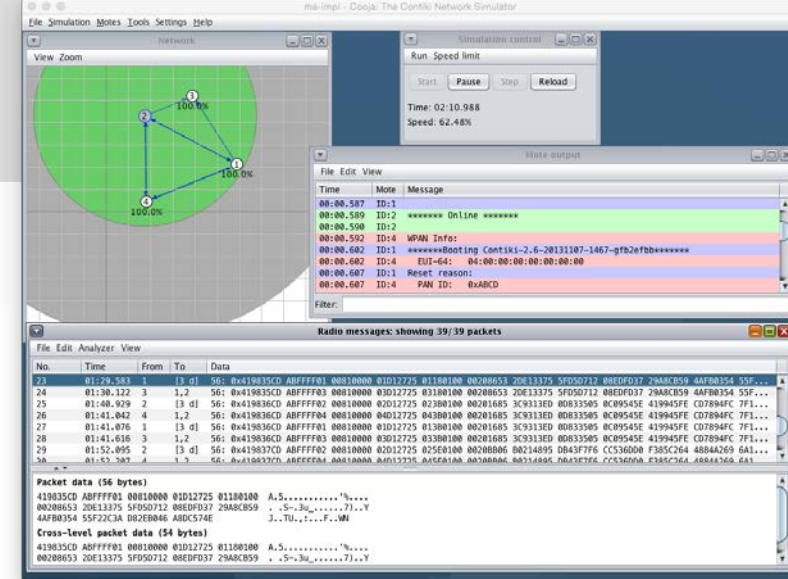 ma-impl - Cooja: The Contiki Network Simulator
File Simulation Motes Tools Settings Help
Network
View Zoom
3
100.0%
2
1
100.0%
4
100.0%
Simulation control
Run Speed limit
Start Pause Step Reload
Time: 02:10.988
Speed: 62.48%
Mote output
File Edit View
Time Mote Message
00:00.587 ID:1
00:00.589 ID:2 ******* Online *******
00:00.590 ID:2
00:00.592 ID:4 WPAN Info:
00:00.602 ID:1 *******Booting Contiki-2.6-20131107-1467-gfb2efbb*******
00:00.602 ID:4 EUI-64: 04:00:00:00:00:00:00:00
00:00.607 ID:1 Reset reason:
00:00.607 ID:4 PAN ID: 0xABCD
Filter:
Radio messages: showing 39/39 packets
File Edit Analyzer View
No. Time From To Data
23 01:29.583 1 [3 d] 56: 0x419835CD ABFFFF01 00810000 01D12725 01180100 00208653 2DE13375 5FD5D712 08EDFD37 29A8CB59 4AFB0354 55F...
24 01:30.122 3 1,2 56: 0x419835CD ABFFFF03 00810000 03D12725 03180100 00208653 2DE13375 5FD5D712 08EDFD37 29A8CB59 4AFB0354 55F...
25 01:40.929 2 [3 d] 56: 0x419836CD ABFFFF02 00810000 02D12725 023B0100 00201685 3C9313ED 0D833505 0C09545E 419945FE CD7894FC 7F1...
26 01:41.042 4 1,2 56: 0x419836CD ABFFFF04 00810000 04D12725 043B0100 00201685 3C9313ED 0D833505 0C09545E 419945FE CD7894FC 7F1...
27 01:41.076 1 [3 d] 56: 0x419836CD ABFFFF01 00810000 01D12725 013B0100 00201685 3C9313ED 0D833505 0C09545E 419945FE CD7894FC 7F1...
28 01:41.616 3 1,2 56: 0x419836CD ABFFFF03 00810000 03D12725 033B0100 00201685 3C9313ED 0D833505 0C09545E 419945FE CD7894FC 7F1...
29 01:52.095 2 [3 d] 56: 0x419837CD ABFFFF02 00810000 02D12725 025E0100 0020BB06 B0214895 DB43F7E6 CC536DD0 F385C264 4884A269 6A1...
Packet data (56 bytes)
419835CD ABFFFF01 00810000 01D12725 01180100 A.5...........'%....
00208653 2DE13375 5FD5D712 08EDFD37 29A8CB59 . .S-.3u_......7)..Y
4AFB0354 55F22C3A D82EB046 A8DC574E J..TU.,:...F..WN
Cross-level packet data (54 bytes)
419835CD ABFFFF01 00810000 01D12725 01180100 A.5...........'%....
00208653 2DE13375 5FD5D712 08EDFD37 29A8CB59 . .S-.3u_......7)..Y